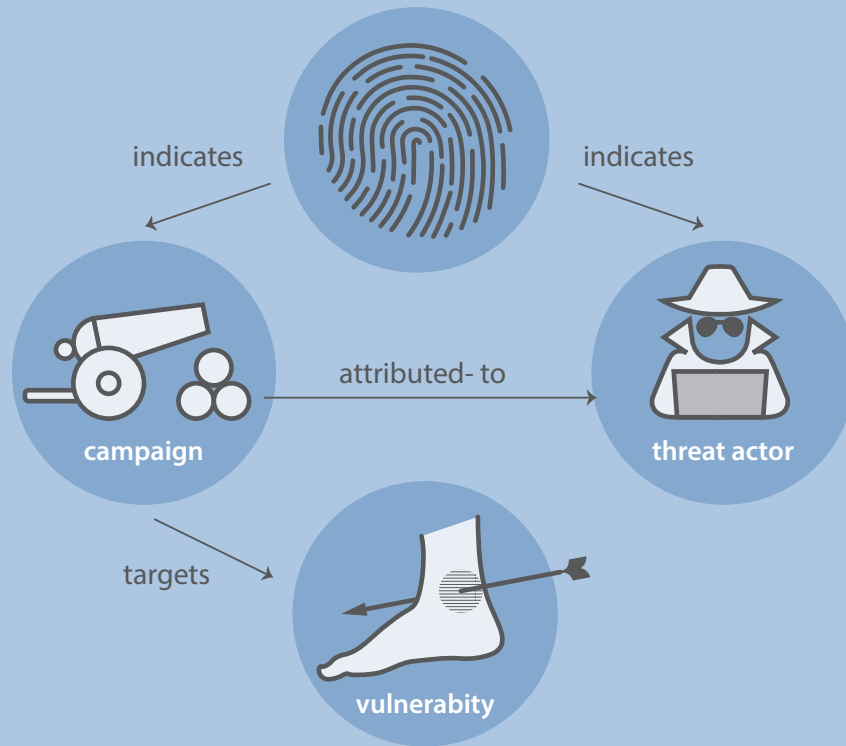 indicates
indicates
attributed- to
campaign
threat actor
targets
vulnerabity